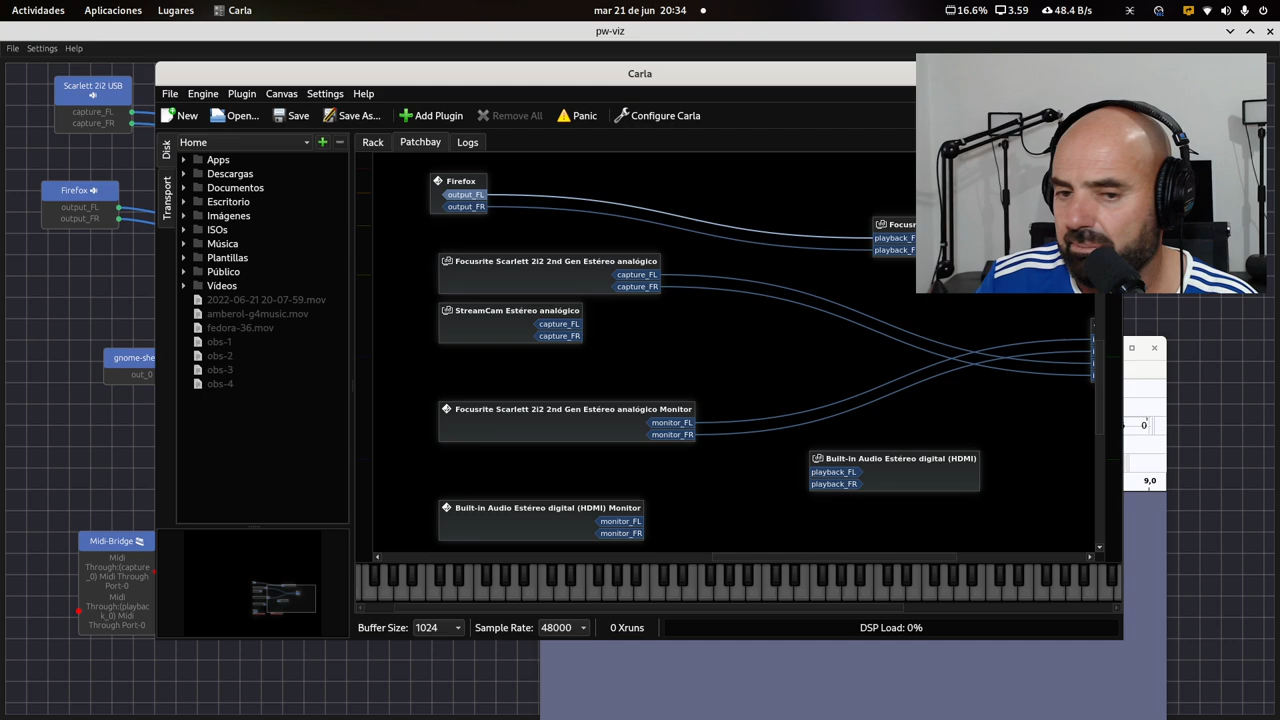 Actividades Aplicaciones Lugares Carla mar 21 de jun 20:34 16.6% 3.59 48.4 B/s
pw-viz
File Settings Help
Scarlett 2i2 USB
capture_FL
capture_FR
Firefox
output_FL
output_FR
gnome-she
out_0
Midi-Bridge
Midi
Through:(capture
_0) Midi Through
Port-0
Midi
Through:(playbac
k_0) Midi
Through Port-0
Carla
File Engine Plugin Canvas Settings Help
New Open... Save Save As... Add Plugin Remove All Panic Configure Carla
Disk
Transport
Home
Rack Patchbay Logs
Apps
Descargas
Documentos
Escritorio
Imágenes
ISOs
Música
Plantillas
Público
Vídeos
2022-06-21 20-07-59.mov
amberol-g4music.mov
fedora-36.mov
obs-1
obs-2
obs-3
obs-4
Firefox
output_FL
output_FR
Focusr
playback_F
playback_F
Focusrite Scarlett 2i2 2nd Gen Estéreo analógico
capture_FL
capture_FR
StreamCam Estéreo analógico
capture_FL
capture_FR
Focusrite Scarlett 2i2 2nd Gen Estéreo analógico Monitor
monitor_FL
monitor_FR
Built-in Audio Estéreo digital (HDMI)
playback_FL
playback_FR
Built-in Audio Estéreo digital (HDMI) Monitor
monitor_FL
monitor_FR
Buffer Size: 1024 Sample Rate: 48000 0 Xruns DSP Load: 0%
0
9,0